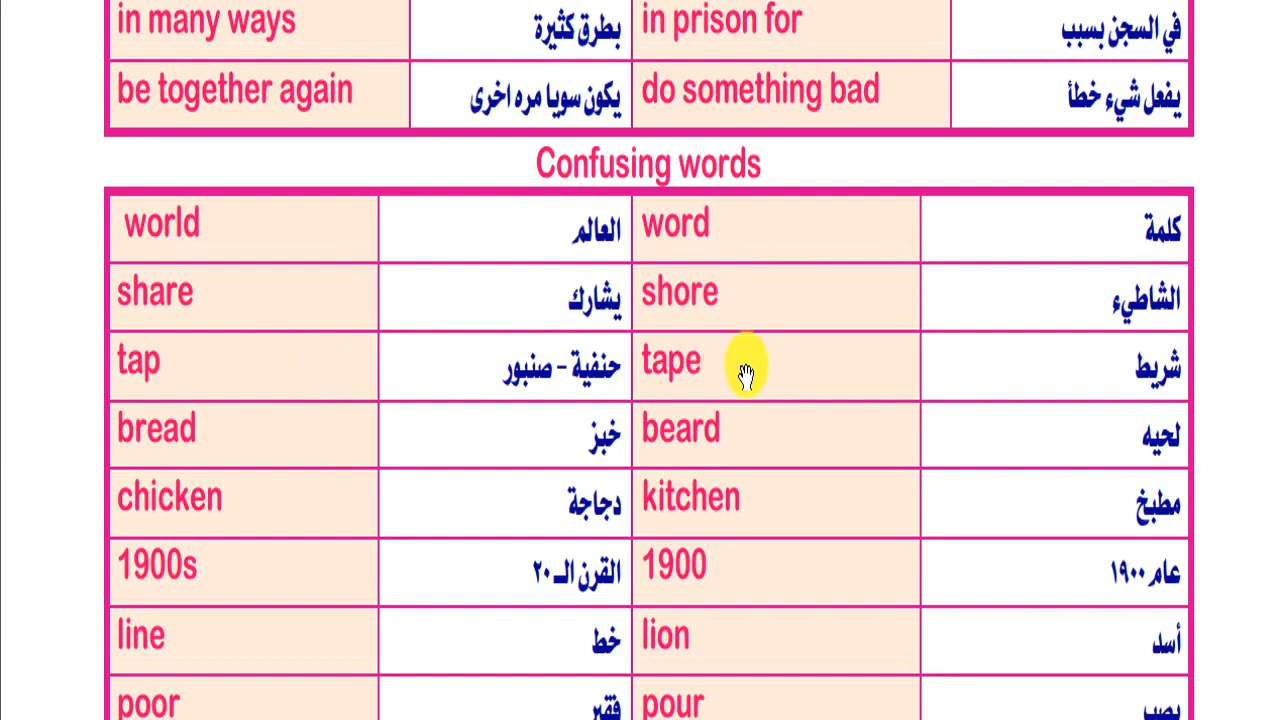 in many ways بطرق كثيرة in prison for في السجن بسبب
be together again يكون سويا مره اخرى do something bad يفعل شيء خطأ
Confusing words
world العالم word كلمة
share يشارك shore الشاطيء
tap حنفية - صنبور tape شريط
bread خبز beard لحيه
chicken دجاجة kitchen مطبخ
1900s القرن الـ ٢٠ 1900 عام ١٩٠٠
line خط lion أسد
poor فقير pour يصب